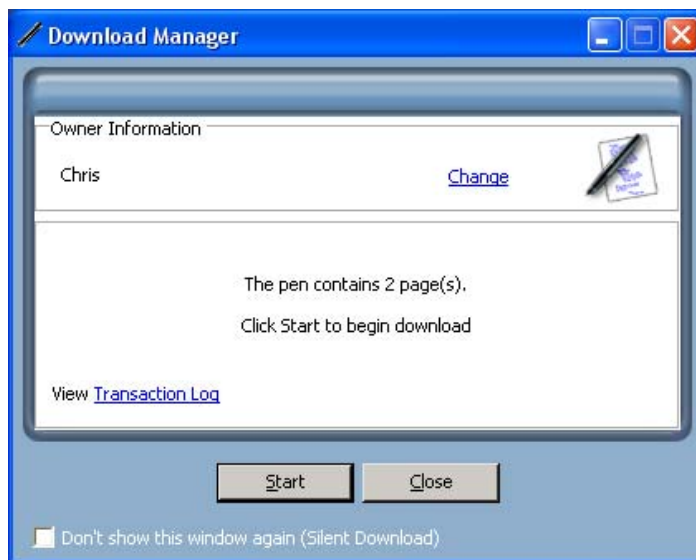 Download Manager
Owner Information
Chris Change
The pen contains 2 page(s).
Click Start to begin download
View Transaction Log
Start Close
Don't show this window again (Silent Download)